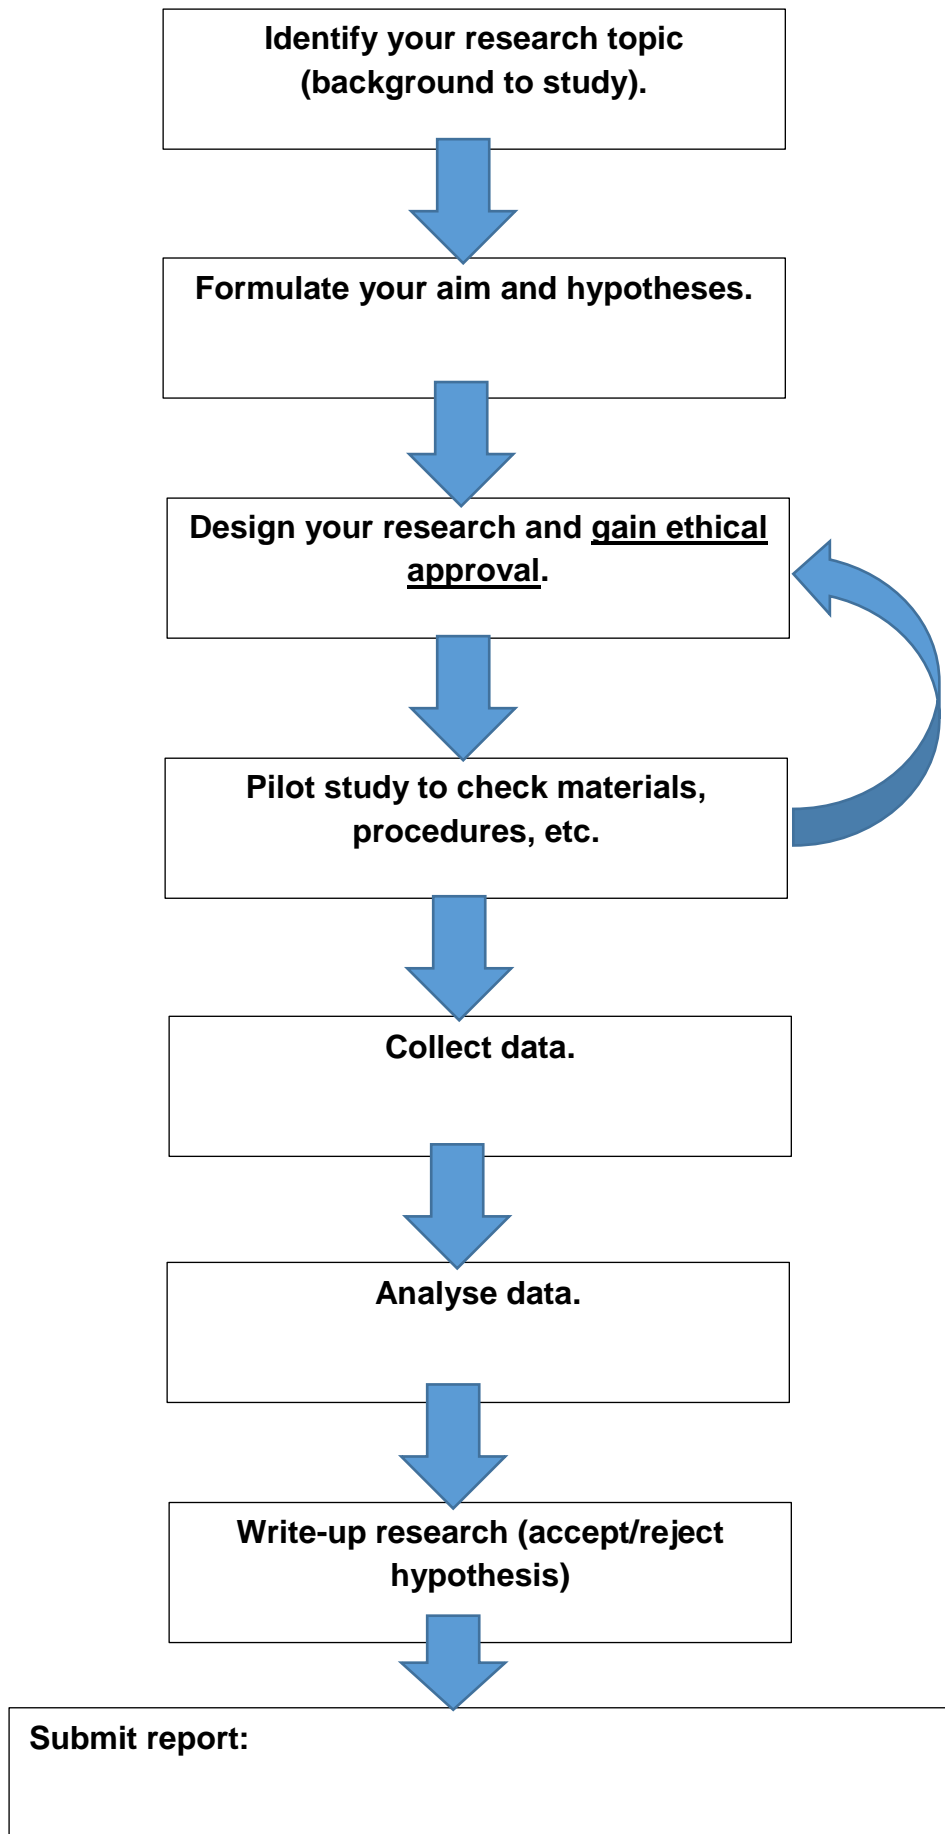 Identify your research topic
(background to study).
Formulate your aim and hypotheses.
Design your research and gain ethical
approval.
Pilot study to check materials,
procedures, etc.
Collect data.
Analyse data.
Write-up research (accept/reject
hypothesis)
Submit report: